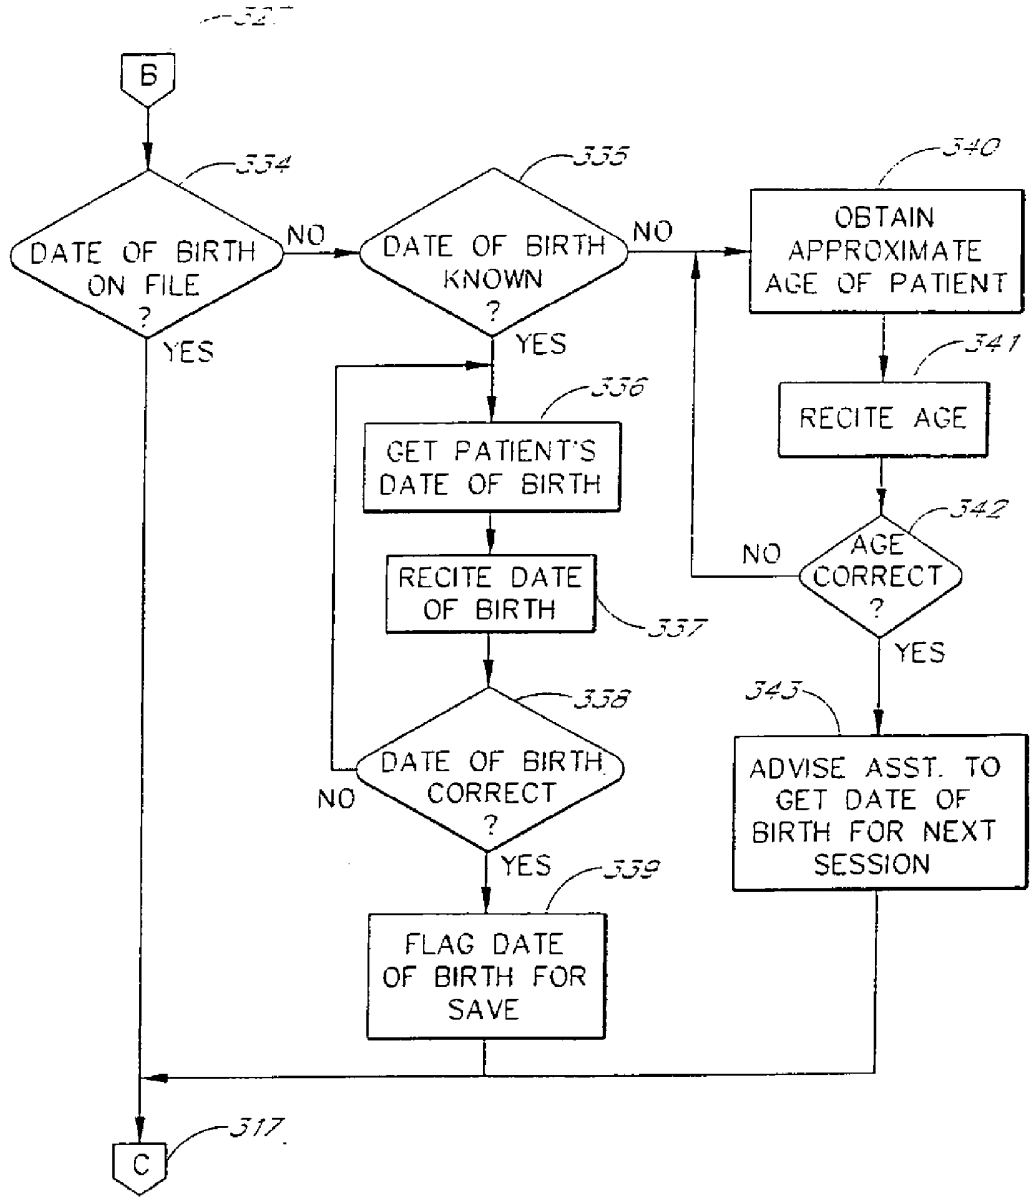 B
334
DATE OF BIRTH
ON FILE
?
NO
YES
335
DATE OF BIRTH
KNOWN
?
NO
YES
340
OBTAIN
APPROXIMATE
AGE OF PATIENT
341
RECITE AGE
342
AGE
CORRECT
?
NO
YES
343
ADVISE ASST. TO
GET DATE OF
BIRTH FOR NEXT
SESSION
336
GET PATIENT'S
DATE OF BIRTH
RECITE DATE
OF BIRTH
337
338
DATE OF BIRTH
CORRECT
?
NO
YES
339
FLAG DATE
OF BIRTH FOR
SAVE
317
C